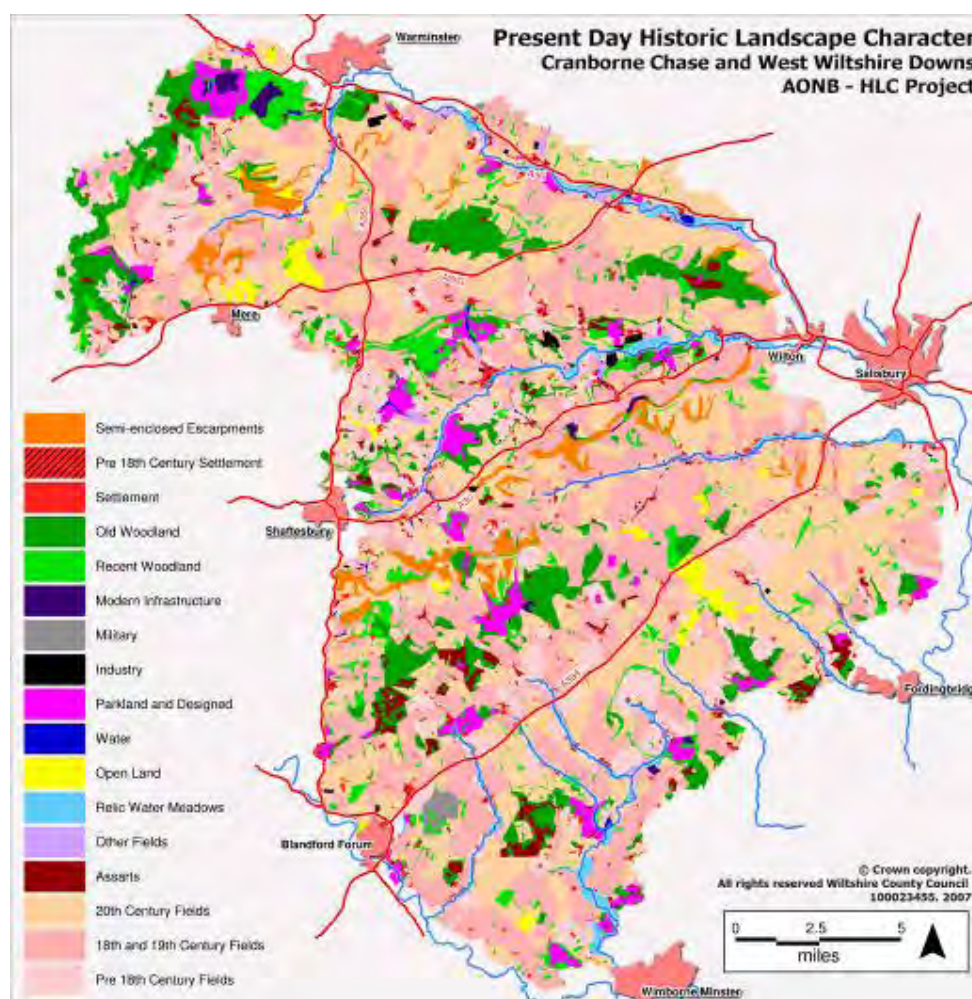 Warminster
Present Day Historic Landscape Character
Cranborne Chase and West Wiltshire Downs
AONB - HLC Project
Mere
Wilton
Salisbury
Shaftesbury
Fordingbridge
Blandford Forum
Wimborne Minster
Semi-enclosed Escarpments
Pre 18th Century Settlement
Settlement
Old Woodland
Recent Woodland
Modern Infrastructure
Military
Industry
Parkland and Designed
Water
Open Land
Relic Water Meadows
Other Fields
Assarts
20th Century Fields
18th and 19th Century Fields
Pre 18th Century Fields
© Crown copyright.
All rights reserved Wiltshire County Council
100023455. 2007
0 2.5 5
miles